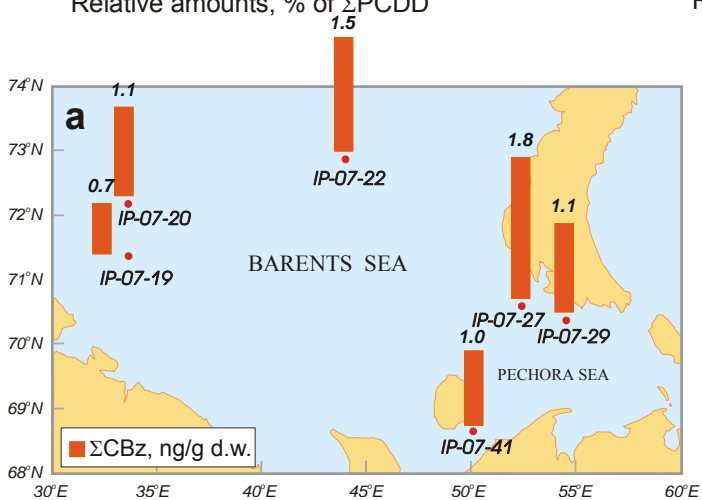 Relative amounts, % of ΣPCDD
1.5
74°N
a
1.1
73°N
1.8
IP-07-22
0.7
72°N
IP-07-20
1.1
BARENTS SEA
71°N
IP-07-19
IP-07-27
IP-07-29
70°N
1.0
PECHORA SEA
69°N
ΣCBz, ng/g d.w.
IP-07-41
68°N
30°E 35°E 40°E 45°E 50°E 55°E 60°E